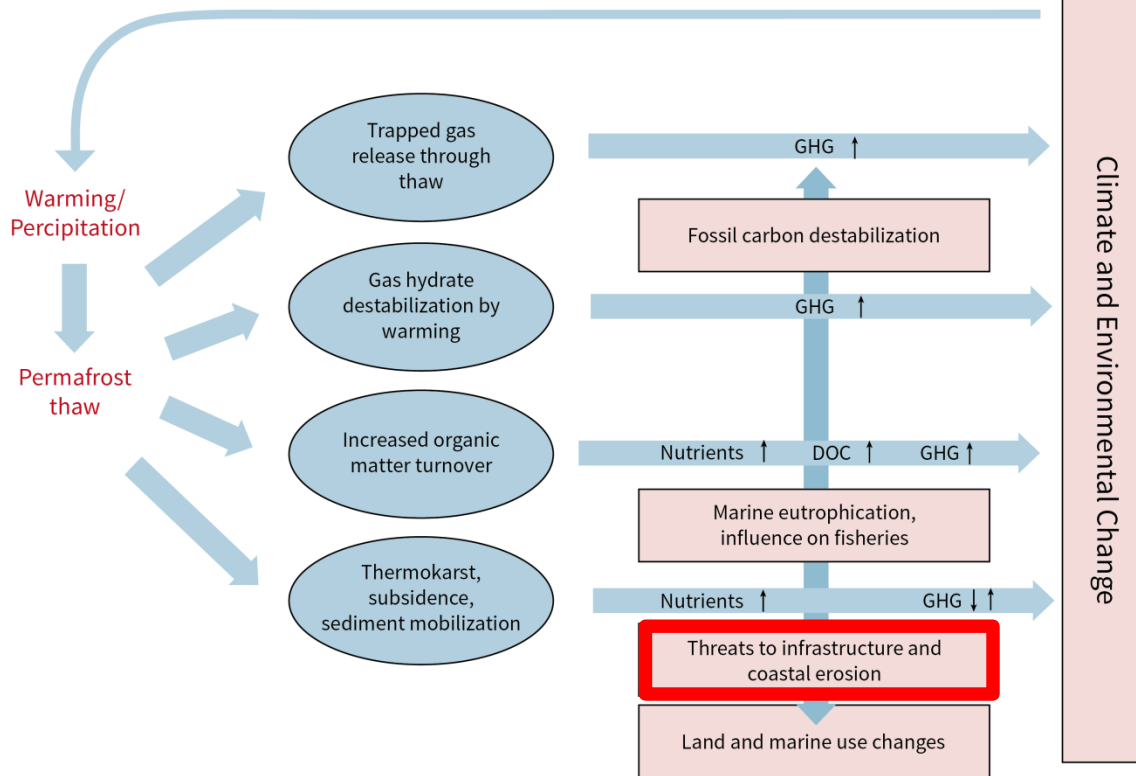 Trapped gas
release through
thaw
GHG ↑
Warming/
Percipitation
Fossil carbon destabilization
Gas hydrate
destabilization by
warming
GHG ↑
Permafrost
thaw
Increased organic
matter turnover
Nutrients ↑ DOC ↑ GHG ↑
Marine eutrophication,
influence on fisheries
Thermokarst,
subsidence,
sediment mobilization
Nutrients ↑ GHG ↓ ↑
Threats to infrastructure and
coastal erosion
Land and marine use changes
Climate and Environmental Change